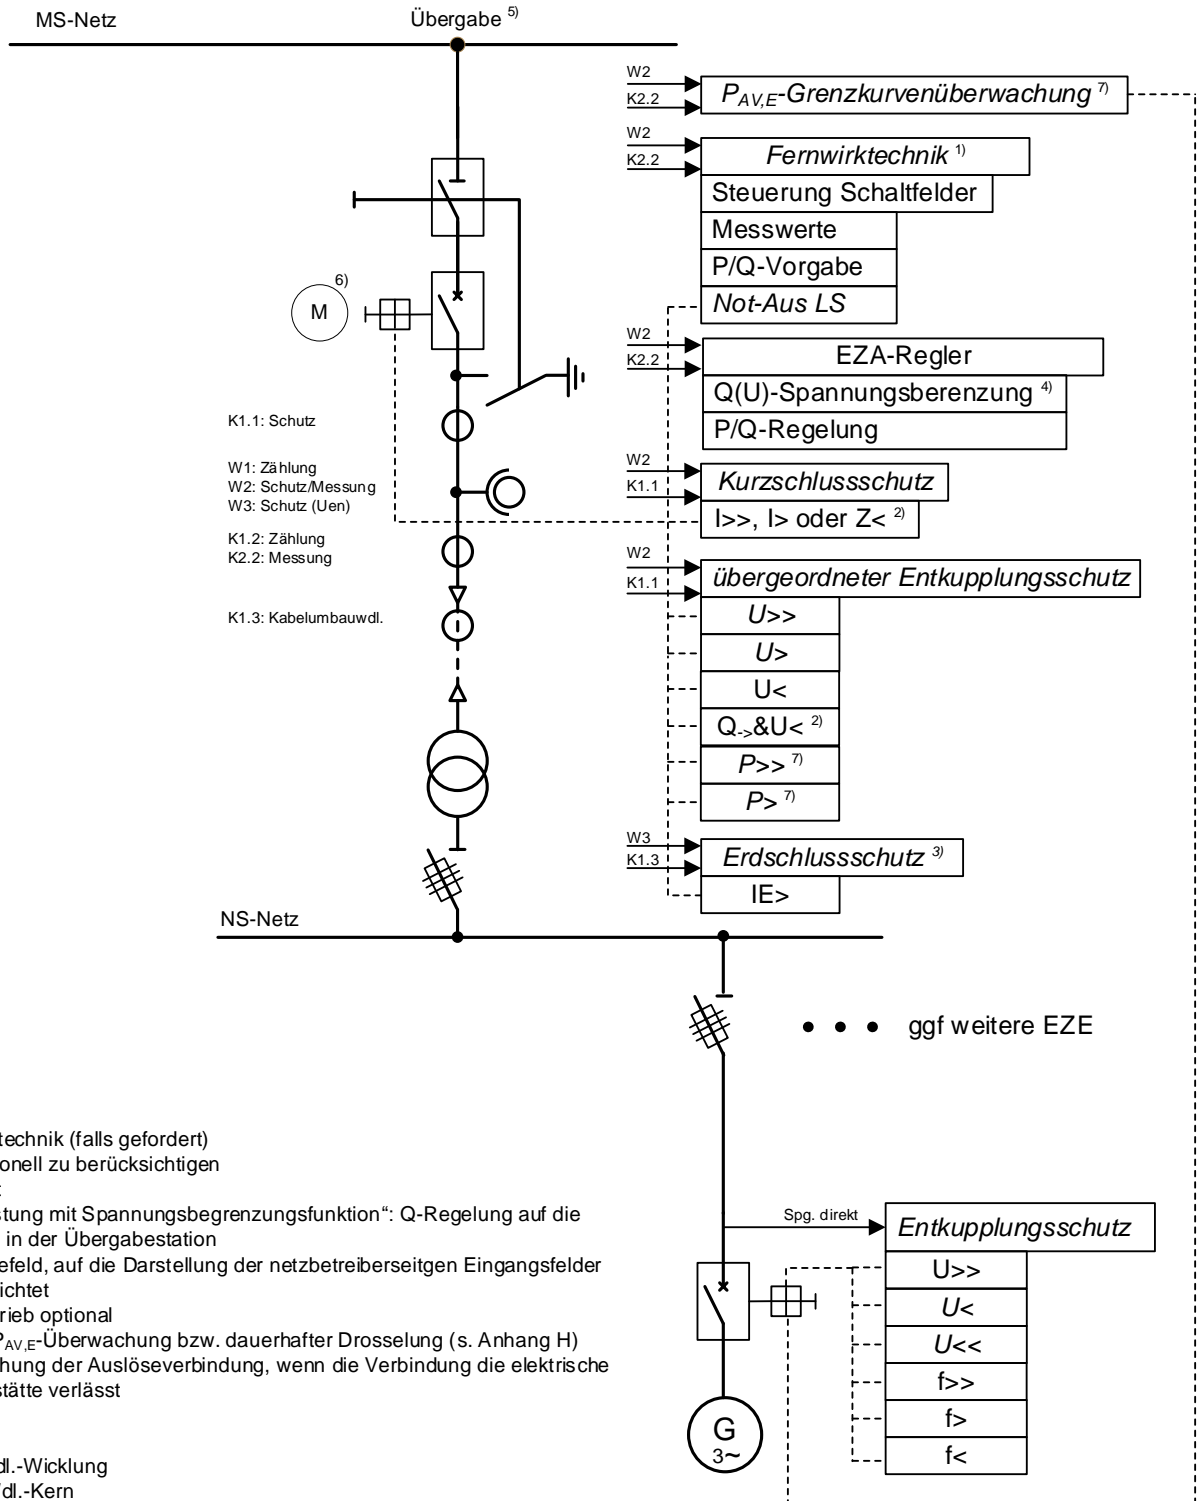 MS-Netz
Übergabe 5)
W2
K2.2
PAV,E-Grenzkurvenüberwachung 7)
W2
K2.2
Fernwirktechnik 1)
Steuerung Schaltfelder
Messwerte
P/Q-Vorgabe
Not-Aus LS
6)
M
W2
K2.2
EZA-Regler
Q(U)-Spannungsberenzung 4)
P/Q-Regelung
K1.1: Schutz
W1: Zählung
W2: Schutz/Messung
W3: Schutz (Uen)
K1.2: Zählung
K2.2: Messung
K1.3: Kabelumbauwdl.
W2
K1.1
Kurzschlussschutz
I>>, I> oder Z< 2)
W2
K1.1
übergeordneter Entkupplungsschutz
U>>
U>
U<
Q->&U< 2)
P>> 7)
P> 7)
W3
K1.3
Erdschlussschutz 3)
IE>
NS-Netz
ggf weitere EZE
technik (falls gefordert)
onell zu berücksichtigen
stung mit Spannungsbegrenzungsfunktion“: Q-Regelung auf die
in der Übergabestation
efeld, auf die Darstellung der netzbetreiberseitgen Eingangsfelder
ichtet
rieb optional
PAV,E-Überwachung bzw. dauerhafter Drosselung (s. Anhang H)
hung der Auslöseverbindung, wenn die Verbindung die elektrische
stätte verlässt
dl.-Wicklung
dl.-Kern
Spg. direkt
Entkupplungsschutz
U>>
U<
U<<
f>>
f>
f<
G
3~